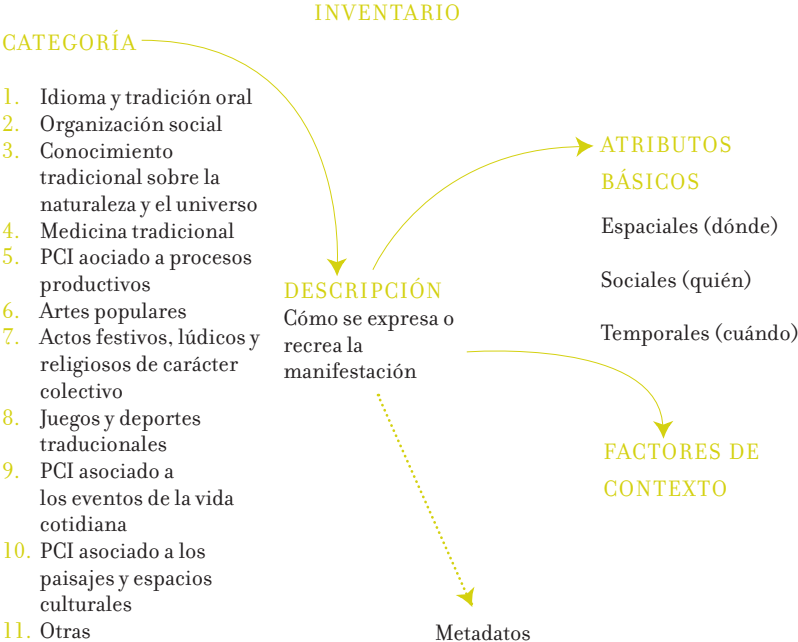 INVENTARIO
CATEGORÍA
1. Idioma y tradición oral
2. Organización social
3. Conocimiento
tradicional sobre la
naturaleza y el universo
4. Medicina tradicional
5. PCI aociado a procesos
productivos
6. Artes populares
7. Actos festivos, lúdicos y
religiosos de carácter
colectivo
8. Juegos y deportes
traducionales
9. PCI asociado a
los eventos de la vida
cotidiana
10. PCI asociado a los
paisajes y espacios
culturales
11. Otras
DESCRIPCIÓN
Cómo se expresa o
recrea la
manifestación
ATRIBUTOS
BÁSICOS
Espaciales (dónde)
Sociales (quién)
Temporales (cuándo)
FACTORES DE
CONTEXTO
Metadatos